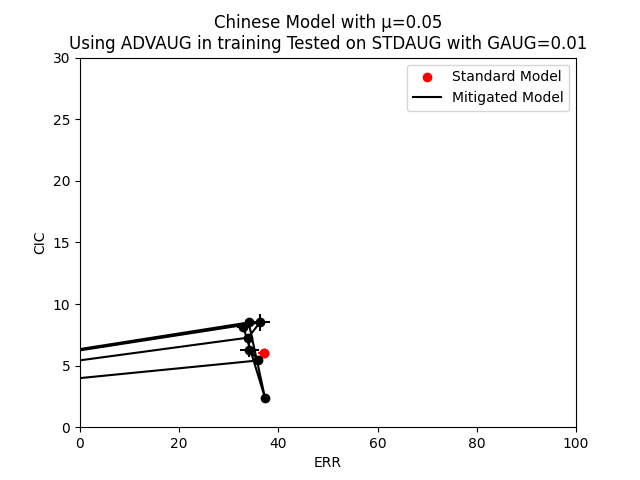 Chinese Model with μ=0.05
Using ADVAUG in training Tested on STDAUG with GAUG=0.01
Standard Model
Mitigated Model
30
25
20
15
10
5
0
CIC
0 20 40 60 80 100
ERR